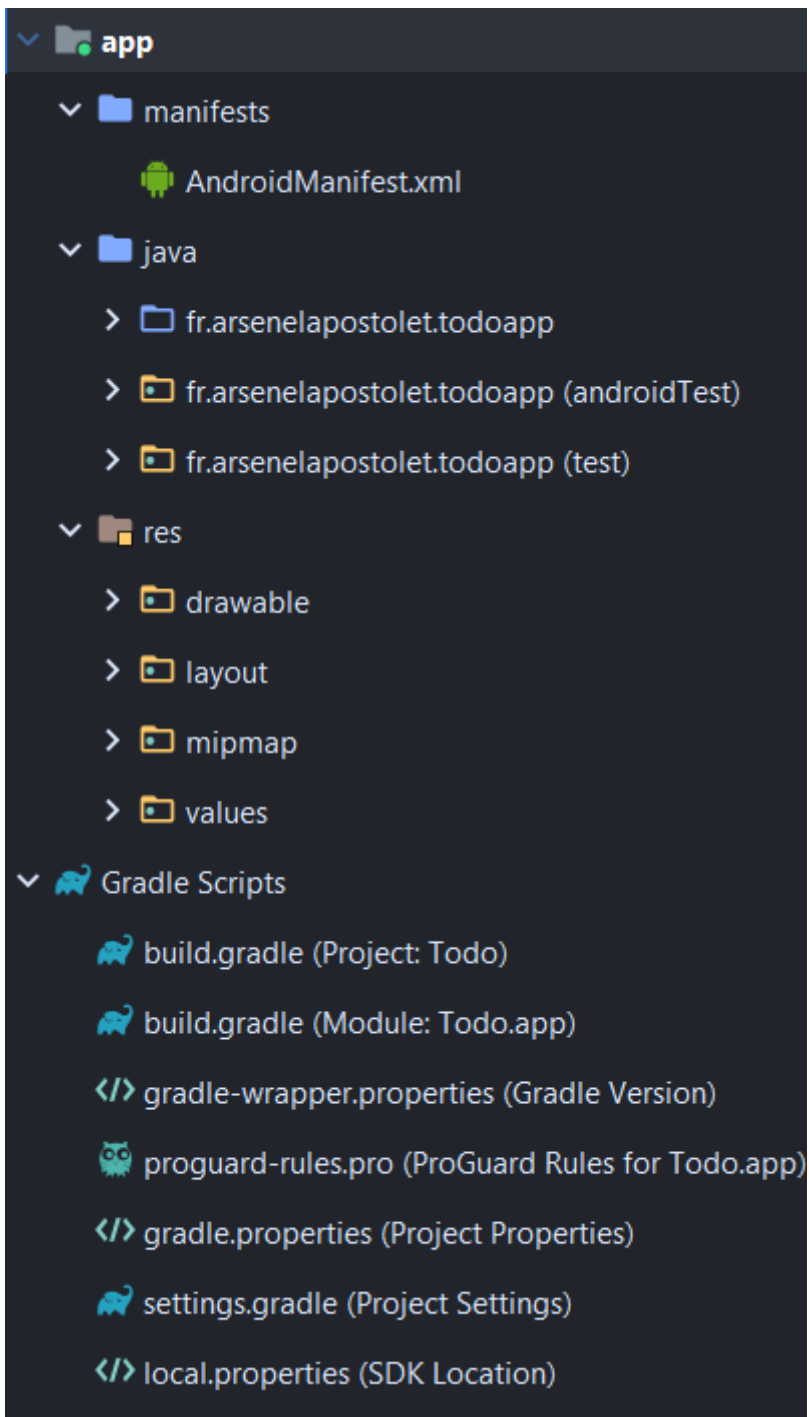 app
manifests
AndroidManifest.xml
java
fr.arsenelapostolet.todoapp
fr.arsenelapostolet.todoapp (androidTest)
fr.arsenelapostolet.todoapp (test)
res
drawable
layout
mipmap
values
Gradle Scripts
build.gradle (Project: Todo)
build.gradle (Module: Todo.app)
gradle-wrapper.properties (Gradle Version)
proguard-rules.pro (ProGuard Rules for Todo.app)
gradle.properties (Project Properties)
settings.gradle (Project Settings)
local.properties (SDK Location)